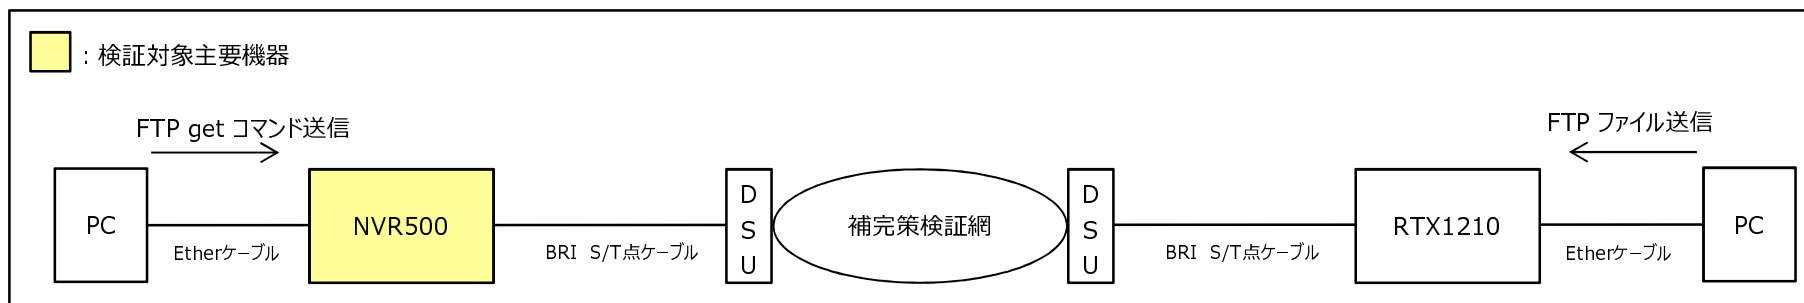 ：検証対象主要機器
FTP get コマンド送信
FTP ファイル送信
PC
NVR500
D
S
U
補完策検証網
D
S
U
RTX1210
PC
Etherケーブル
BRI S/T点ケーブル
BRI S/T点ケーブル
Etherケーブル